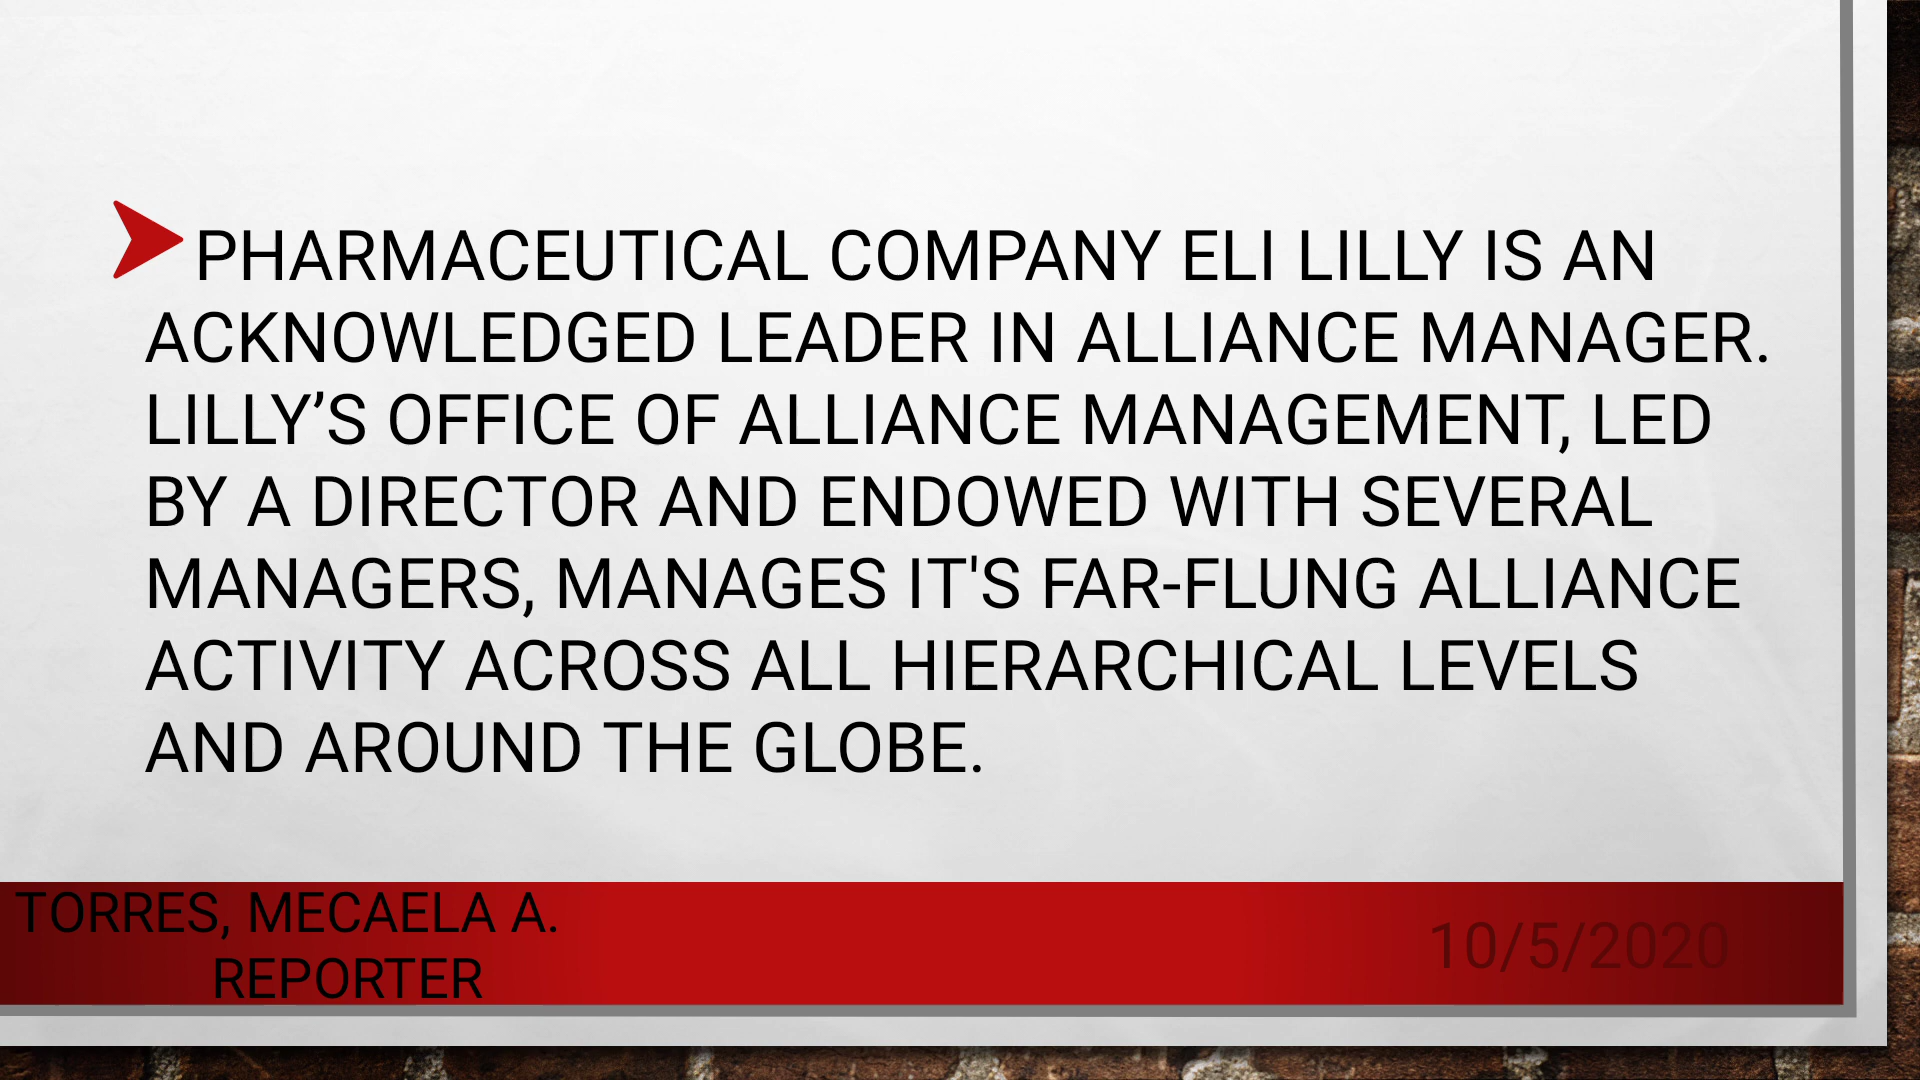 PHARMACEUTICAL COMPANY ELI LILLY IS AN
ACKNOWLEDGED LEADER IN ALLIANCE MANAGER.
LILLY’S OFFICE OF ALLIANCE MANAGEMENT, LED
BY A DIRECTOR AND ENDOWED WITH SEVERAL
MANAGERS, MANAGES IT'S FAR-FLUNG ALLIANCE
ACTIVITY ACROSS ALL HIERARCHICAL LEVELS
AND AROUND THE GLOBE.
TORRES, MECAELA A.
REPORTER
10/5/2020